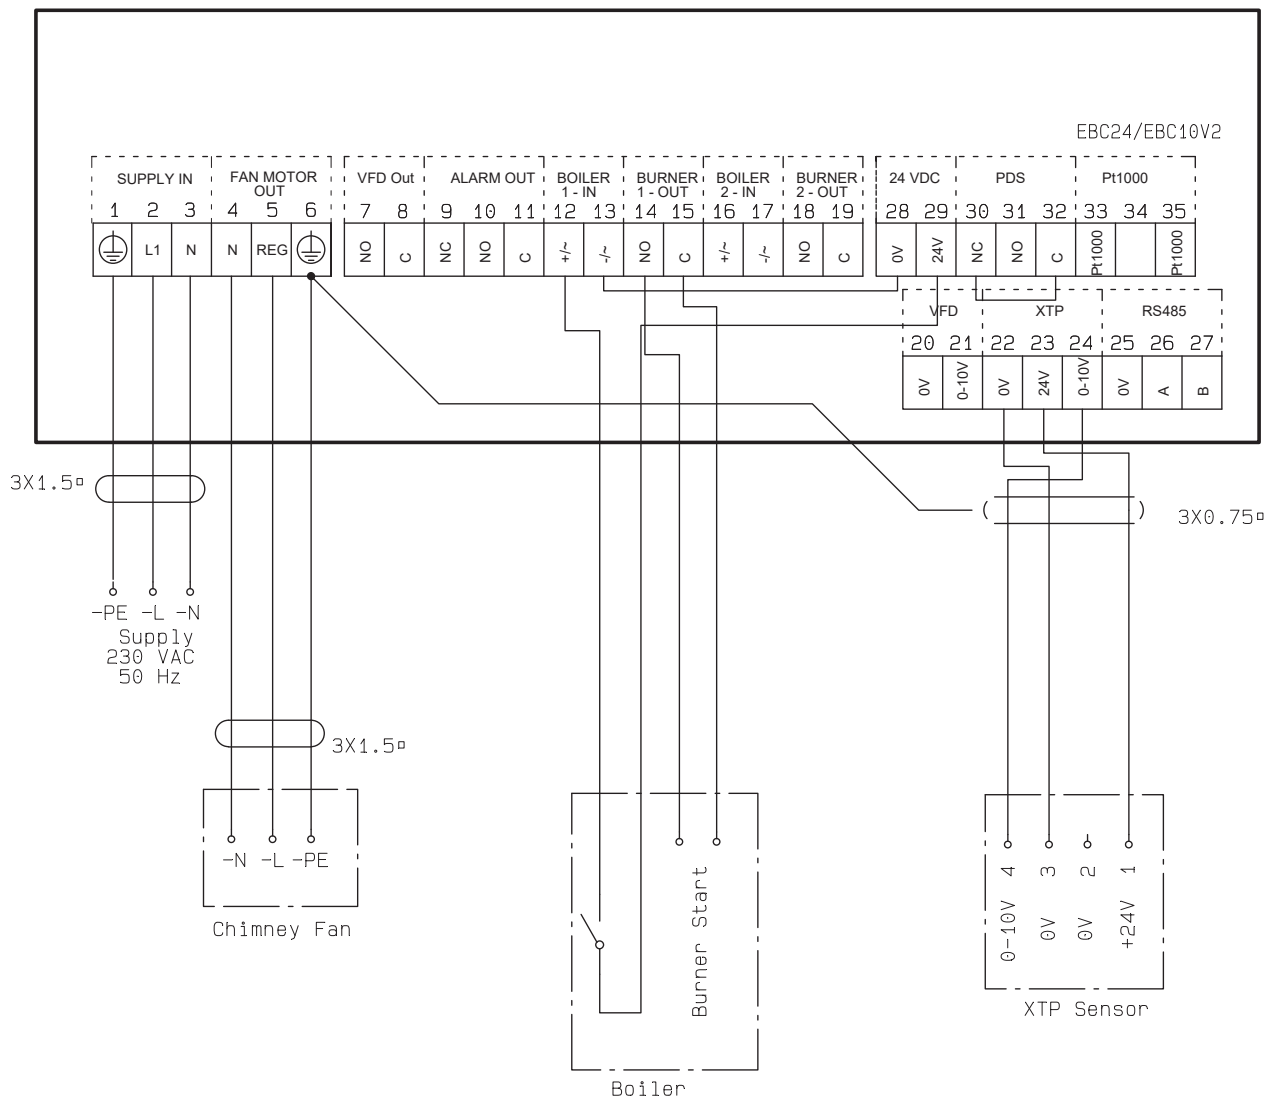 EBC24/EBC10V2
SUPPLY IN
FAN MOTOR
OUT
VFD Out
ALARM OUT
BOILER
1 - IN
BURNER
1 - OUT
BOILER
2 - IN
BURNER
2 - OUT
24 VDC
PDS
Pt1000
1 2 3 4 5 6 7 8 9 10 11 12 13 14 15 16 17 18 19 28 29 30 31 32 33 34 35
L1 N N REG NO C NC NO C +/~ -/~ NO C +/~ -/~ NO C 0V 24V NC NO C Pt1000 Pt1000
VFD
XTP
RS485
20 21 22 23 24 25 26 27
0V 0-10V 0V 24V 0-10V 0V A B
3X1.5▫
3X0.75▫
-PE -L -N
Supply
230 VAC
50 Hz
3X1.5▫
-N -L -PE
Chimney Fan
Burner Start
Boiler
4 3 2 1
0-10V 0V 0V +24V
XTP Sensor